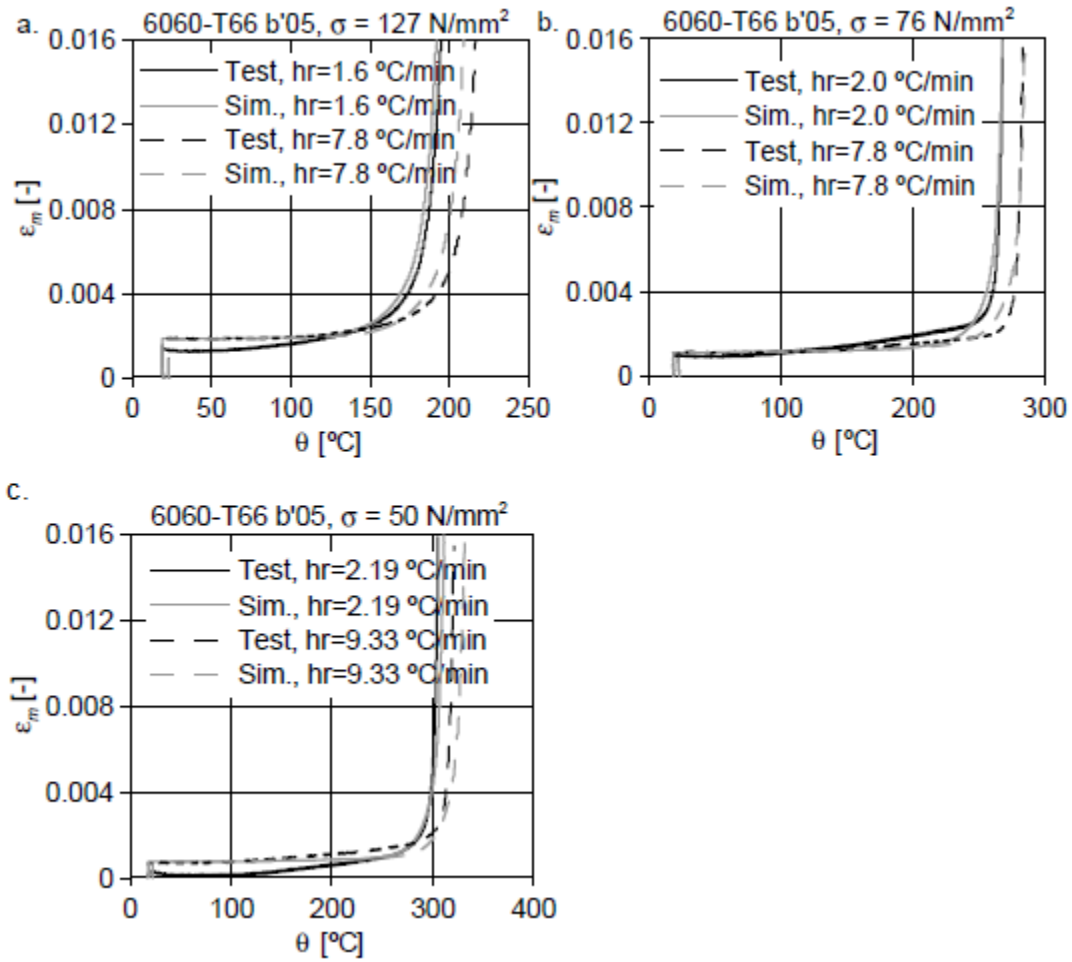 a.
6060-T66 b'05, σ = 127 N/mm²
0.016
0.012
0.008
0.004
0
εm [-]
Test, hr=1.6 ºC/min
Sim., hr=1.6 ºC/min
Test, hr=7.8 ºC/min
Sim., hr=7.8 ºC/min
0 50 100 150 200 250
θ [ºC]
b.
6060-T66 b'05, σ = 76 N/mm²
0.016
0.012
0.008
0.004
0
εm [-]
Test, hr=2.0 ºC/min
Sim., hr=2.0 ºC/min
Test, hr=7.8 ºC/min
Sim., hr=7.8 ºC/min
0 100 200 300
θ [ºC]
c.
6060-T66 b'05, σ = 50 N/mm²
0.016
0.012
0.008
0.004
0
εm [-]
Test, hr=2.19 ºC/min
Sim., hr=2.19 ºC/min
Test, hr=9.33 ºC/min
Sim., hr=9.33 ºC/min
0 100 200 300 400
θ [ºC]